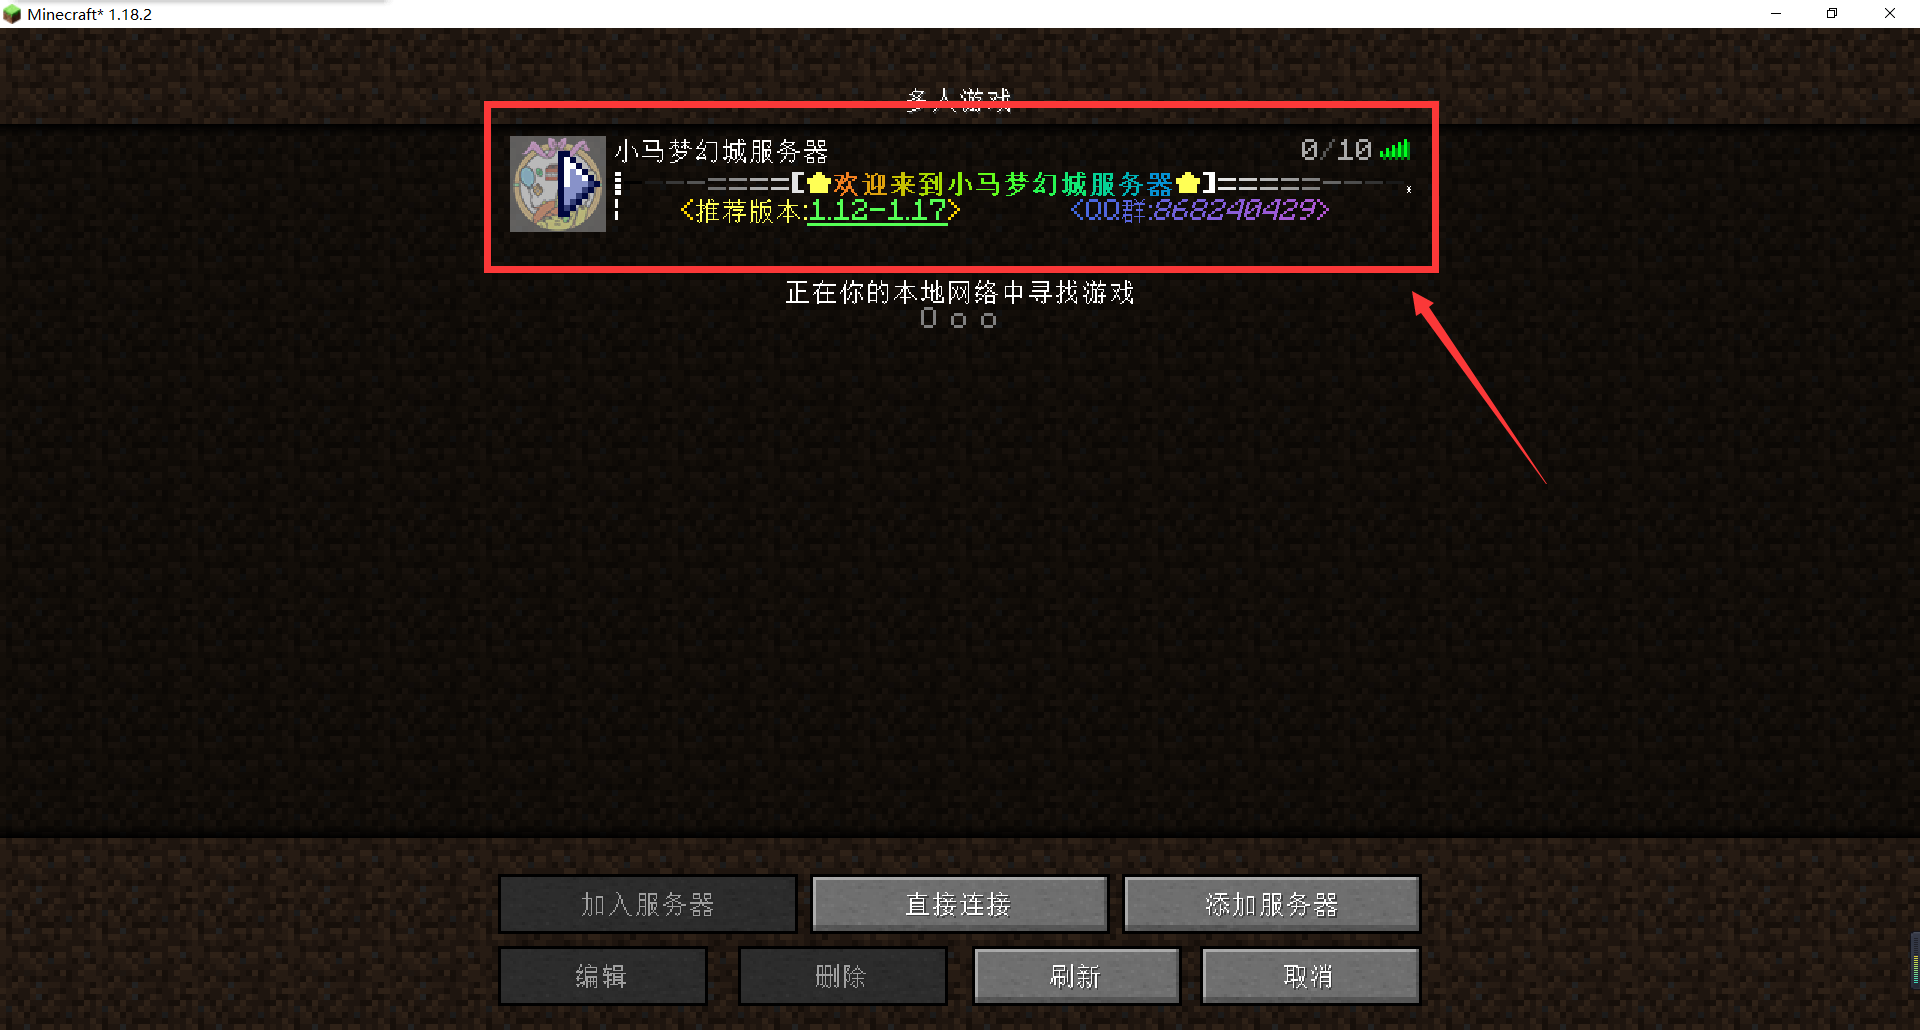 Minecraft* 1.18.2
多人游戏
小马梦幻城服务器 0/10
[欢迎来到小马梦幻城服务器]
<推荐版本:1.12-1.17> <QQ群:868240429>
正在你的本地网络中寻找游戏
O o o
加入服务器 直接连接 添加服务器
编辑 删除 刷新 取消